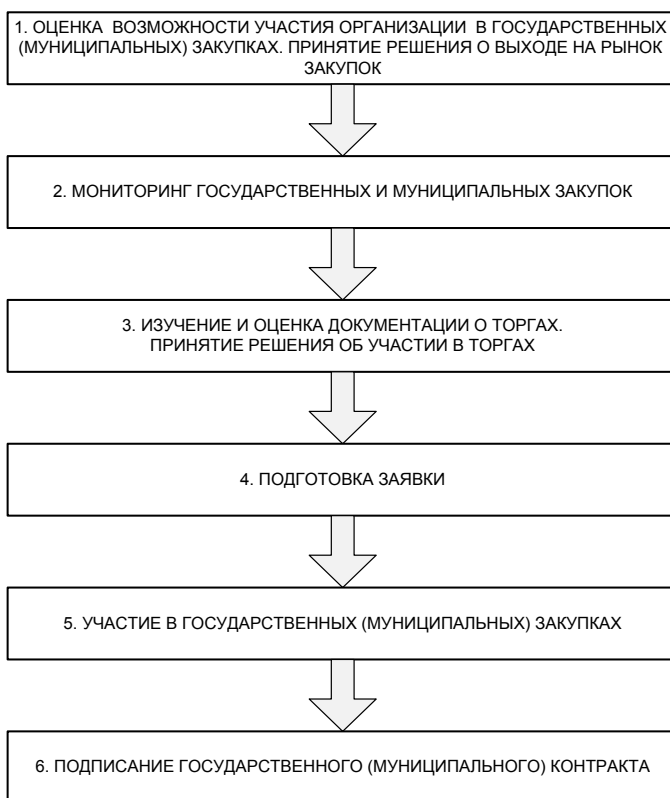 1. ОЦЕНКА ВОЗМОЖНОСТИ УЧАСТИЯ ОРГАНИЗАЦИИ В ГОСУДАРСТВЕННЫХ
(МУНИЦИПАЛЬНЫХ) ЗАКУПКАХ. ПРИНЯТИЕ РЕШЕНИЯ О ВЫХОДЕ НА РЫНОК
ЗАКУПОК
2. МОНИТОРИНГ ГОСУДАРСТВЕННЫХ И МУНИЦИПАЛЬНЫХ ЗАКУПОК
3. ИЗУЧЕНИЕ И ОЦЕНКА ДОКУМЕНТАЦИИ О ТОРГАХ.
ПРИНЯТИЕ РЕШЕНИЯ ОБ УЧАСТИИ В ТОРГАХ
4. ПОДГОТОВКА ЗАЯВКИ
5. УЧАСТИЕ В ГОСУДАРСТВЕННЫХ (МУНИЦИПАЛЬНЫХ) ЗАКУПКАХ
6. ПОДПИСАНИЕ ГОСУДАРСТВЕННОГО (МУНИЦИПАЛЬНОГО) КОНТРАКТА